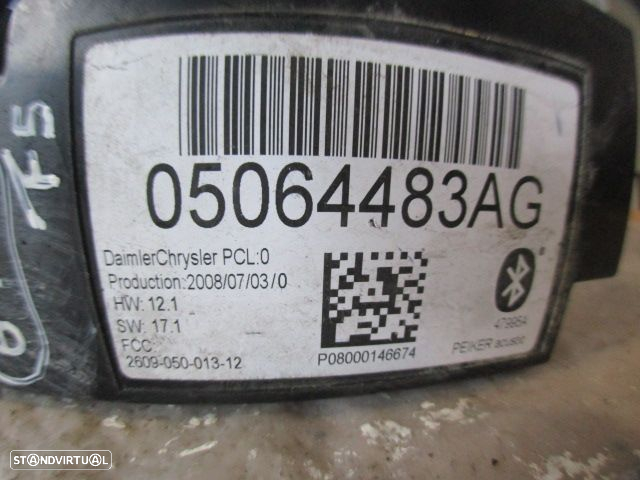 05064483AG
DaimlerChrysler PCL:0
Production:2008/07/03/0
HW: 12.1
SW: 17.1
FCC
2609-050-013-12
P08000146674
47995A
PEIKER acustic
STANDVIRTUAL